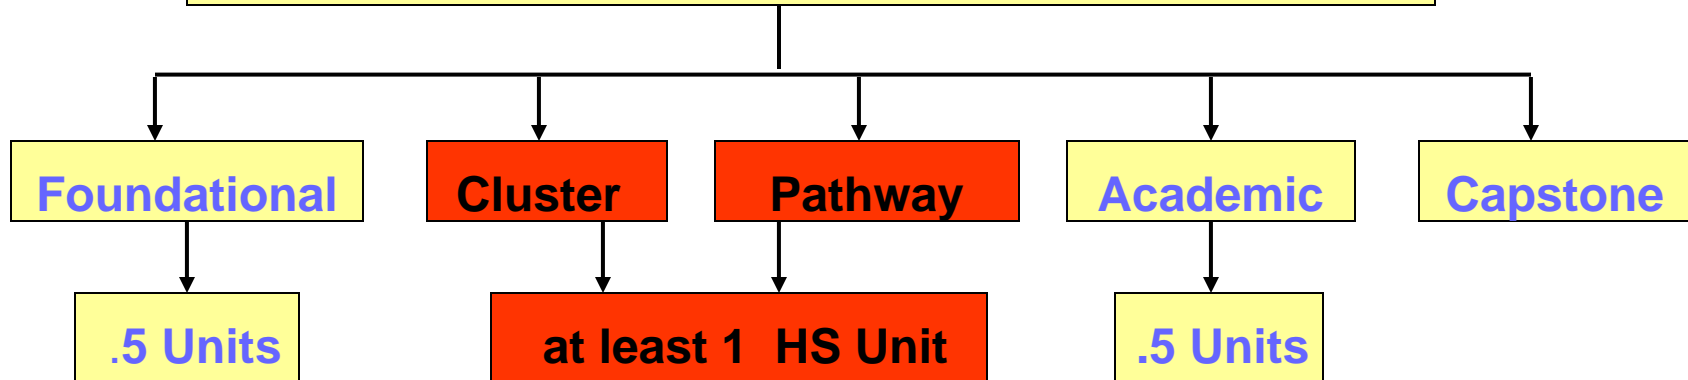 Foundational Cluster Pathway Academic Capstone
.5 Units at least 1 HS Unit .5 Units